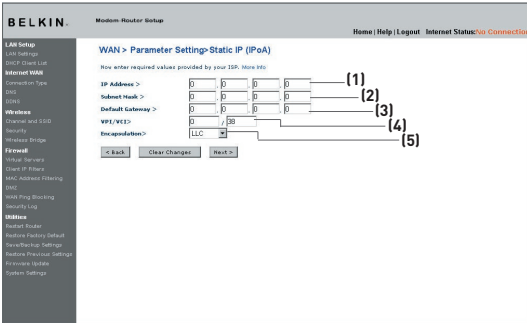 BELKIN.
Modem-Router Setup
Home | Help | Logout Internet Status:No Connection
LAN Setup
LAN Settings
DHCP Client List
Internet WAN
Connection Type
DNS
DDNS
Wireless
Channel and SSID
Security
Wireless Bridge
Firewall
Virtual Servers
Client IP Filters
MAC Address Filtering
DMZ
WAN Ping Blocking
Security Log
Utilities
Restart Router
Restore Factory Default
Save/Backup Settings
Restore Previous Settings
Firmware Update
System Settings
WAN > Parameter Setting>Static IP (IPoA)
Now enter required values provided by your ISP. More Info
IP Address > 0 . 0 . 0 . 0 (1)
Subnet Mask > 0 . 0 . 0 . 0 (2)
Default Gateway > 0 . 0 . 0 . 0 (3)
VPI/VCI> 0 / 38 (4)
Encapsulation> LLC (5)
< Back Clear Changes Next >